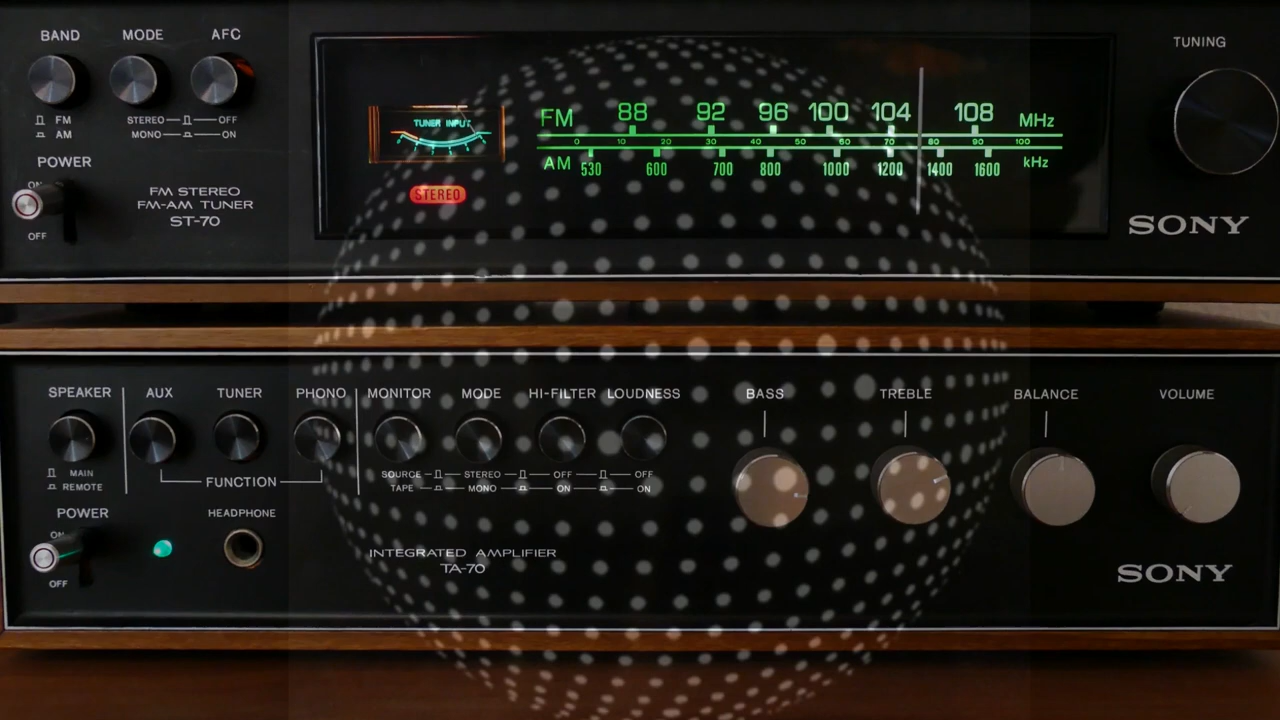 BAND MODE AFC
TUNING
FM 88 92 96 100 104 108 MHz
0 10 20 30 40 50 60 70 80 90 100
AM 530 600 700 800 1000 1200 1400 1600 kHz
TUNER INPUT
STEREO
FM
AM
STEREO OFF
MONO ON
POWER
ON
OFF
FM STEREO
FM-AM TUNER
ST-70
SONY
SPEAKER AUX TUNER PHONO MONITOR MODE HI-FILTER LOUDNESS BASS TREBLE BALANCE VOLUME
MAIN
REMOTE
FUNCTION
SOURCE STEREO OFF OFF
TAPE MONO ON ON
POWER
ON
OFF
HEADPHONE
INTEGRATED AMPLIFIER
TA-70
SONY